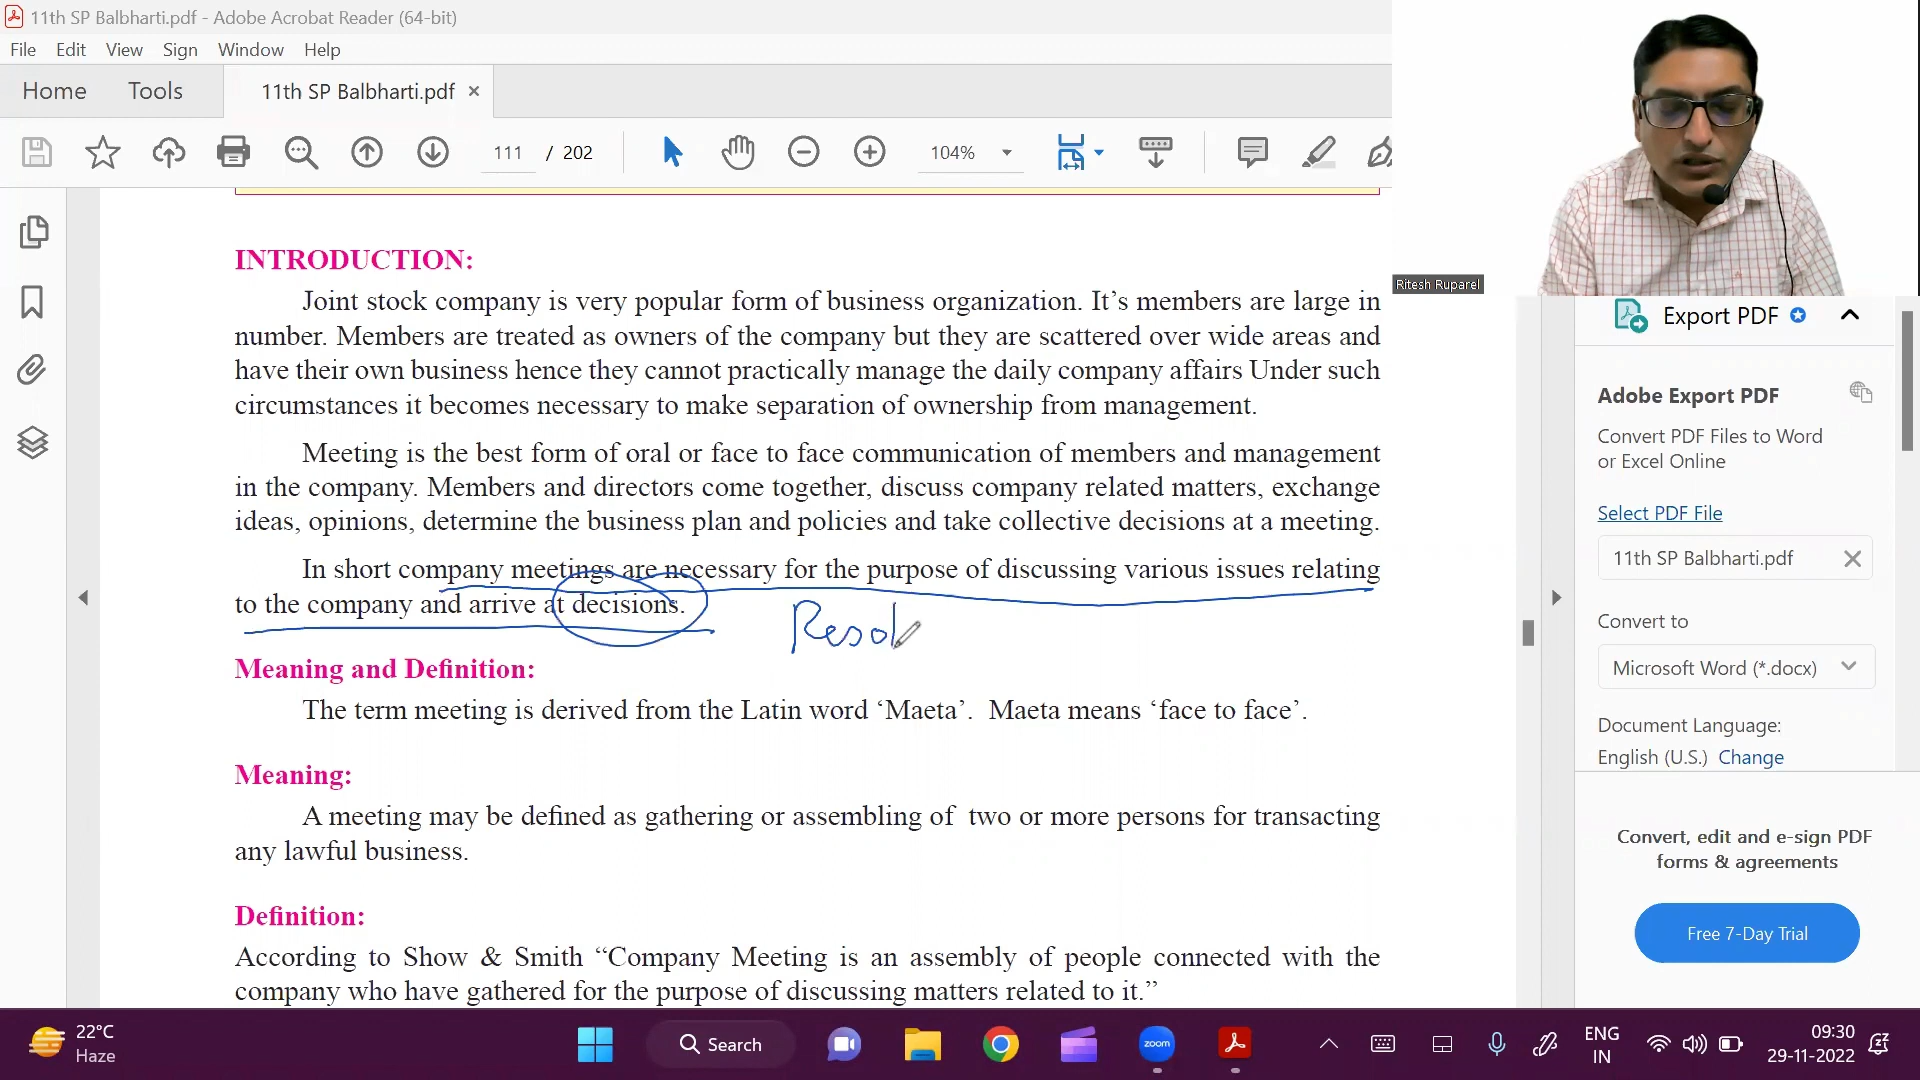 11th SP Balbharti.pdf - Adobe Acrobat Reader (64-bit)
File Edit View Sign Window Help
Home Tools 11th SP Balbharti.pdf ×
111 / 202 104%
Ritesh Ruparel
INTRODUCTION:
Joint stock company is very popular form of business organization. It’s members are large in
number. Members are treated as owners of the company but they are scattered over wide areas and
have their own business hence they cannot practically manage the daily company affairs Under such
circumstances it becomes necessary to make separation of ownership from management.
Meeting is the best form of oral or face to face communication of members and management
in the company. Members and directors come together, discuss company related matters, exchange
ideas, opinions, determine the business plan and policies and take collective decisions at a meeting.
In short company meetings are necessary for the purpose of discussing various issues relating
to the company and arrive at decisions.
Resol
Meaning and Definition:
The term meeting is derived from the Latin word ‘Maeta’. Maeta means ‘face to face’.
Meaning:
A meeting may be defined as gathering or assembling of two or more persons for transacting
any lawful business.
Definition:
According to Show & Smith “Company Meeting is an assembly of people connected with the
company who have gathered for the purpose of discussing matters related to it.”
Export PDF
Adobe Export PDF
Convert PDF Files to Word
or Excel Online
Select PDF File
11th SP Balbharti.pdf
Convert to
Microsoft Word (*.docx)
Document Language:
English (U.S.) Change
Convert, edit and e-sign PDF
forms & agreements
Free 7-Day Trial
22°C
Haze
Search
zoom
ENG
IN
09:30
29-11-2022